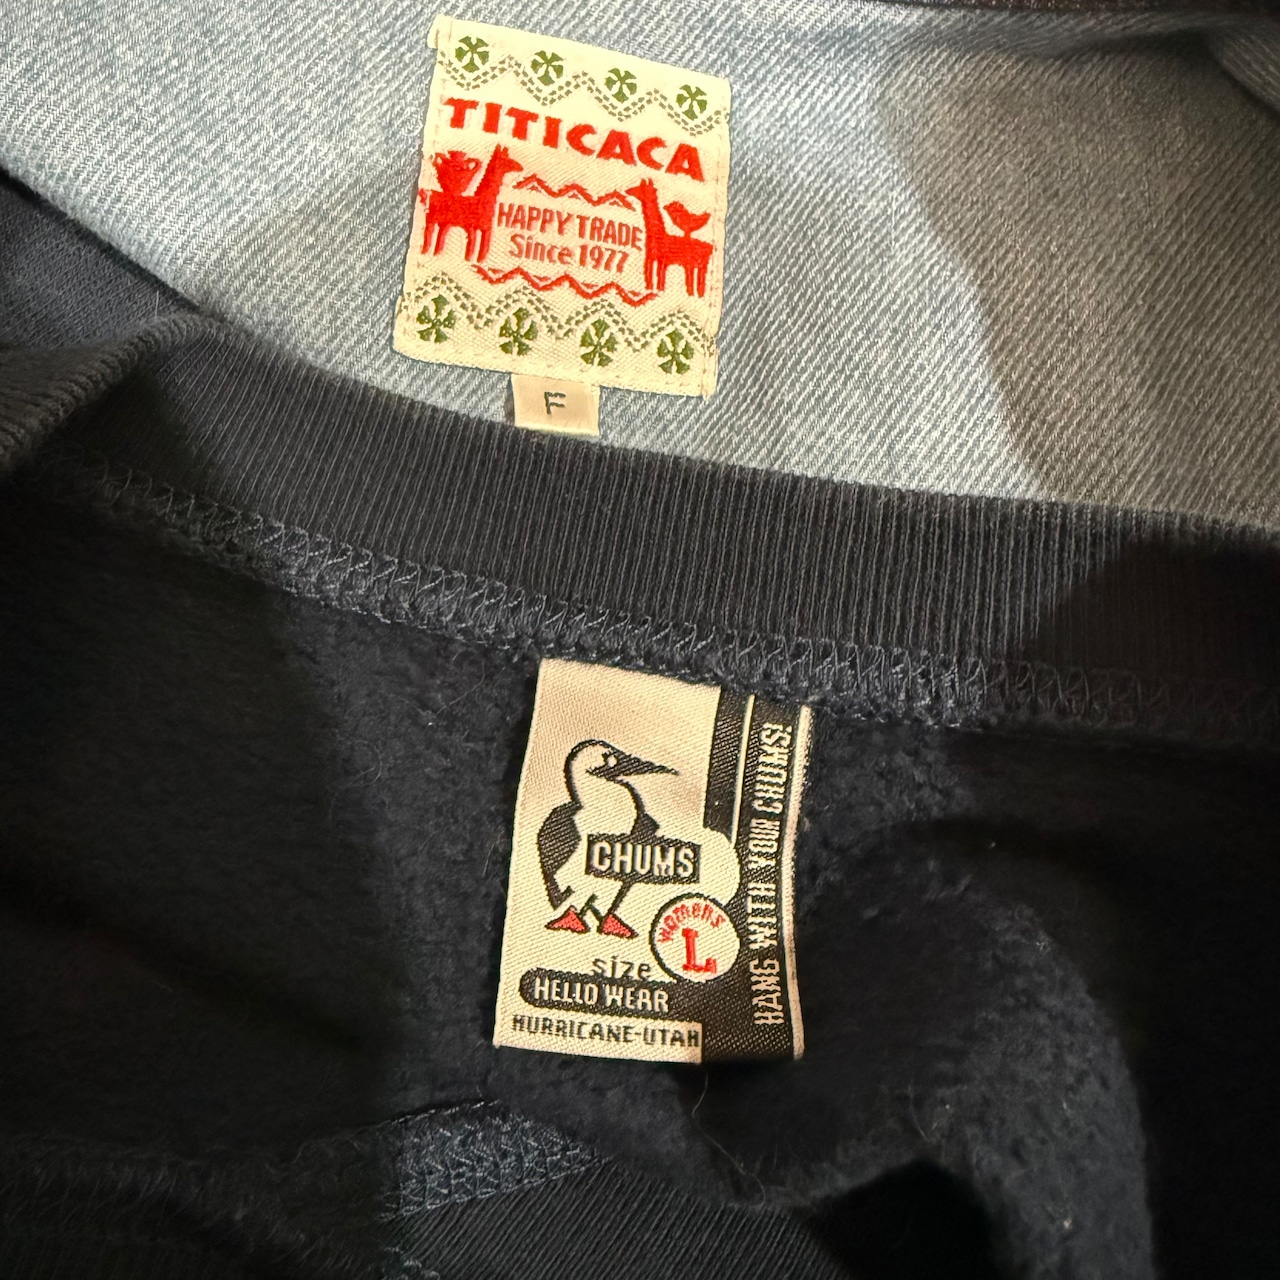 TITICACA
HAPPY TRADE
Since 1977
F
CHUMS
womens
L
size
HELLO WEAR
HURRICANE-UTAH
HANG WITH YOUR CHUMS!